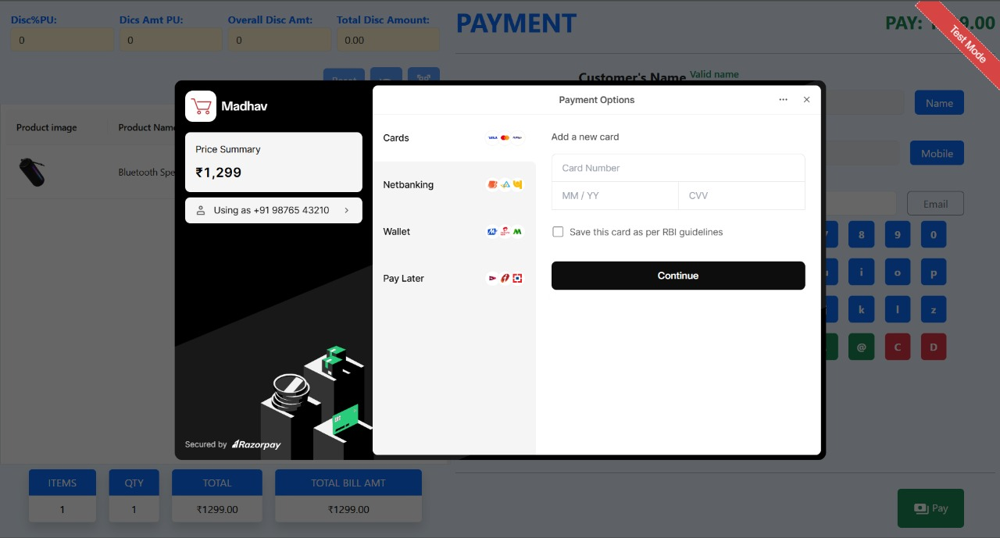 Disc%PU:
Dics Amt PU:
Overall Disc Amt:
Total Disc Amount:
0
0
0
0.00
PAYMENT
PAY:
9.00
Test Mode
Reset
Customer's Name
Valid name
Name
Mobile
Email
Product image
Product Name
Bluetooth Spe
Madhav
Price Summary
₹1,299
Using as +91 98765 43210
Secured by Razorpay
Payment Options
Cards
VISA
Netbanking
Wallet
Pay Later
Add a new card
Card Number
MM / YY
CVV
Save this card as per RBI guidelines
Continue
8 9 0
i o p
k l z
@ C D
ITEMS
QTY
TOTAL
TOTAL BILL AMT
1
1
₹1299.00
₹1299.00
Pay